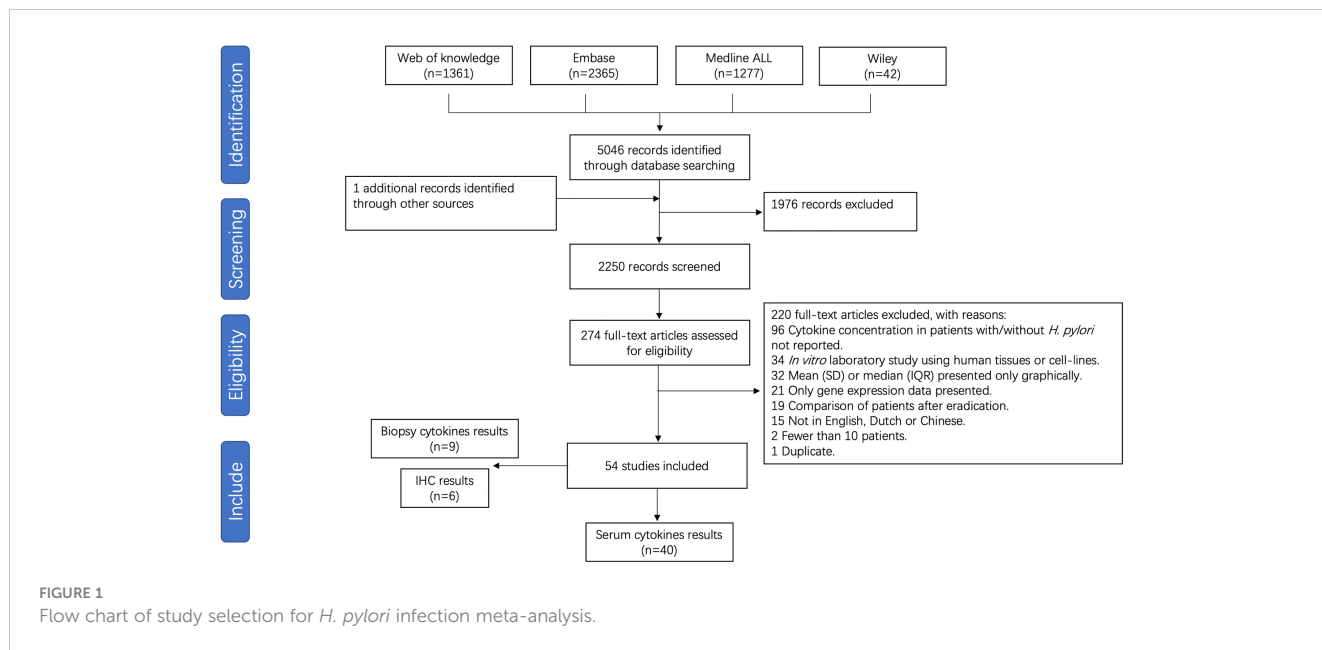 Identification
Web of knowledge
(n=1361)
Embase
(n=2365)
Medline ALL
(n=1277)
Wiley
(n=42)
5046 records identified
through database searching
1 additional records identified
through other sources
1976 records excluded
Screening
2250 records screened
Eligibility
274 full-text articles assessed
for eligibility
220 full-text articles excluded, with reasons:
96 Cytokine concentration in patients with/without H. pylori
not reported.
34 In vitro laboratory study using human tissues or cell-lines.
32 Mean (SD) or median (IQR) presented only graphically.
21 Only gene expression data presented.
19 Comparison of patients after eradication.
15 Not in English, Dutch or Chinese.
2 Fewer than 10 patients.
1 Duplicate.
Include
Biopsy cytokines results
(n=9)
IHC results
(n=6)
54 studies included
Serum cytokines results
(n=40)
FIGURE 1
Flow chart of study selection for H. pylori infection meta-analysis.